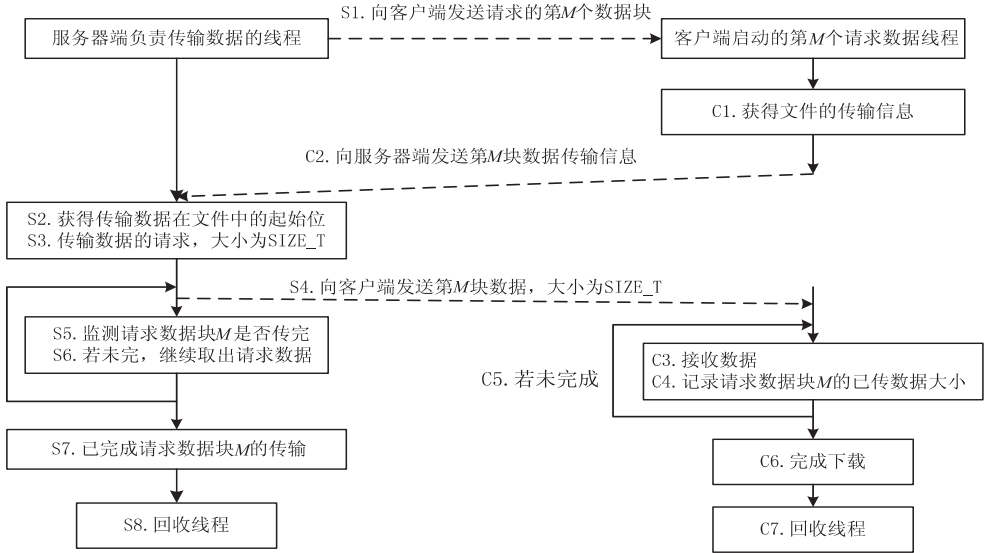 S1.向客户端发送请求的第M个数据块
服务器端负责传输数据的线程
客户端启动的第M个请求数据线程
C1.获得文件的传输信息
C2.向服务器端发送第M块数据传输信息
S2.获得传输数据在文件中的起始位
S3.传输数据的请求，大小为SIZE_T
S4.向客户端发送第M块数据，大小为SIZE_T
S5.监测请求数据块M是否传完
S6.若未完，继续取出请求数据
C3.接收数据
C4.记录请求数据块M的已传数据大小
C5.若未完成
S7.已完成请求数据块M的传输
C6.完成下载
S8.回收线程
C7.回收线程